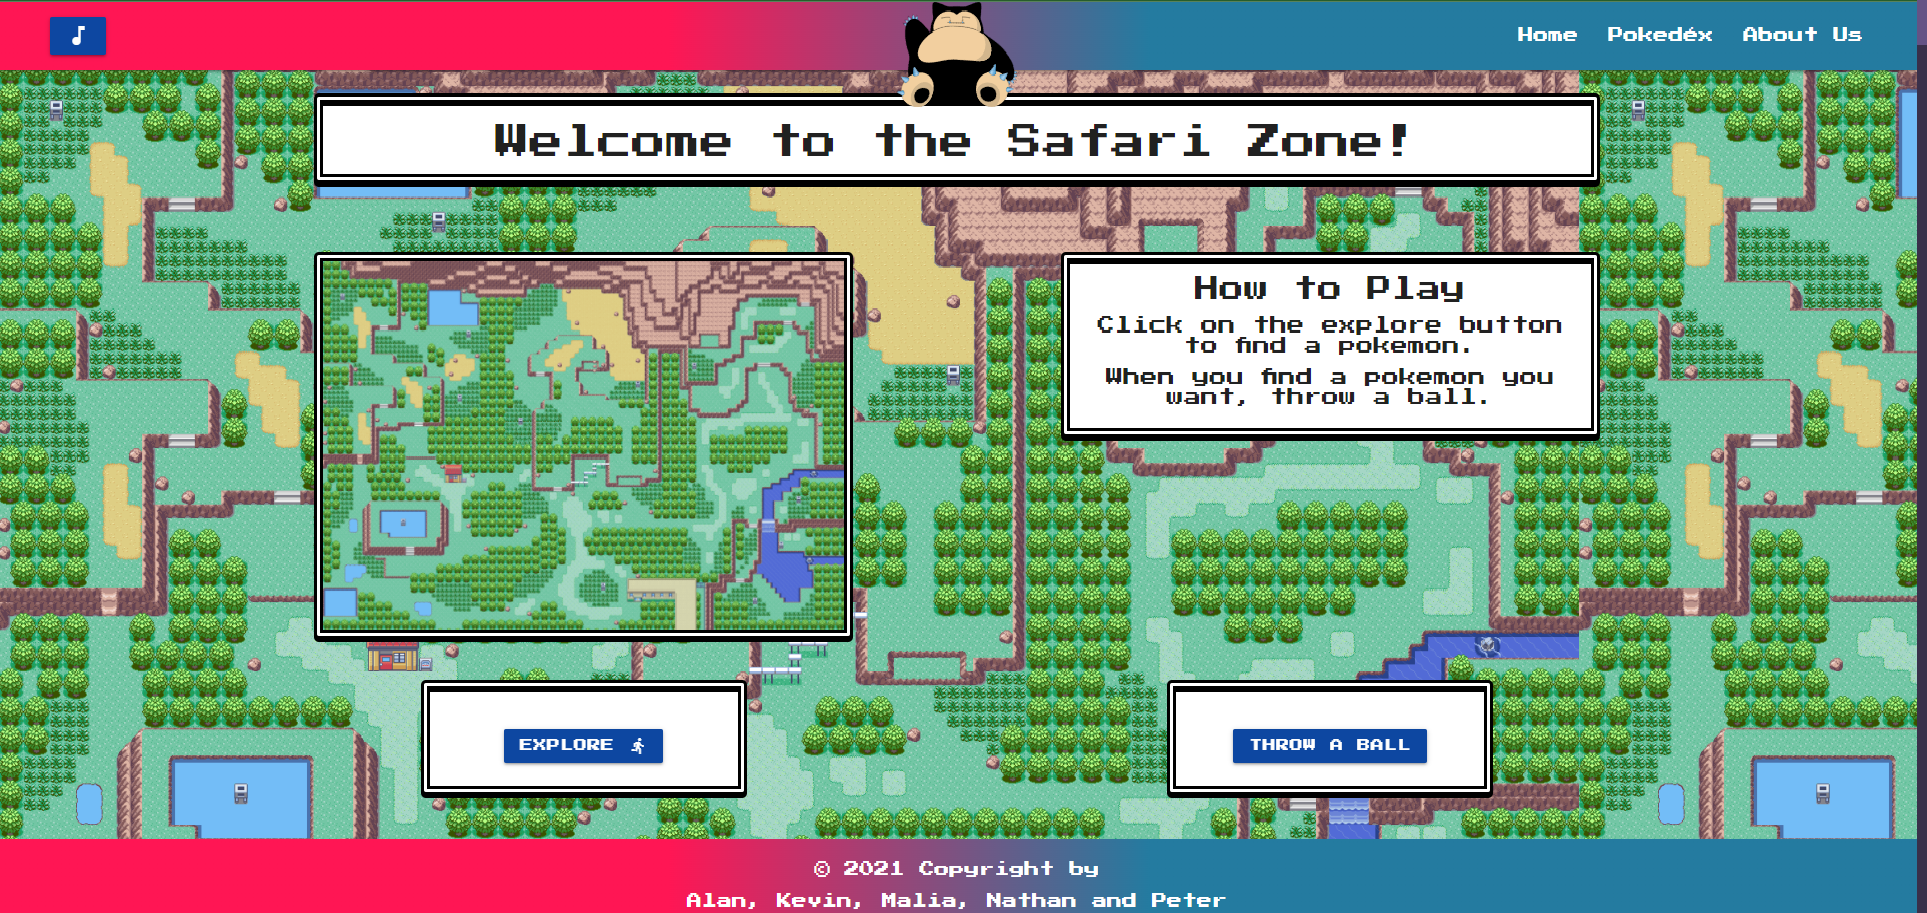 Home Pokedéx About Us
Welcome to the Safari Zone!
How to Play
Click on the explore button
to find a pokemon.
When you find a pokemon you
want, throw a ball.
EXPLORE
THROW A BALL
© 2021 Copyright by
Alan, Kevin, Malia, Nathan and Peter